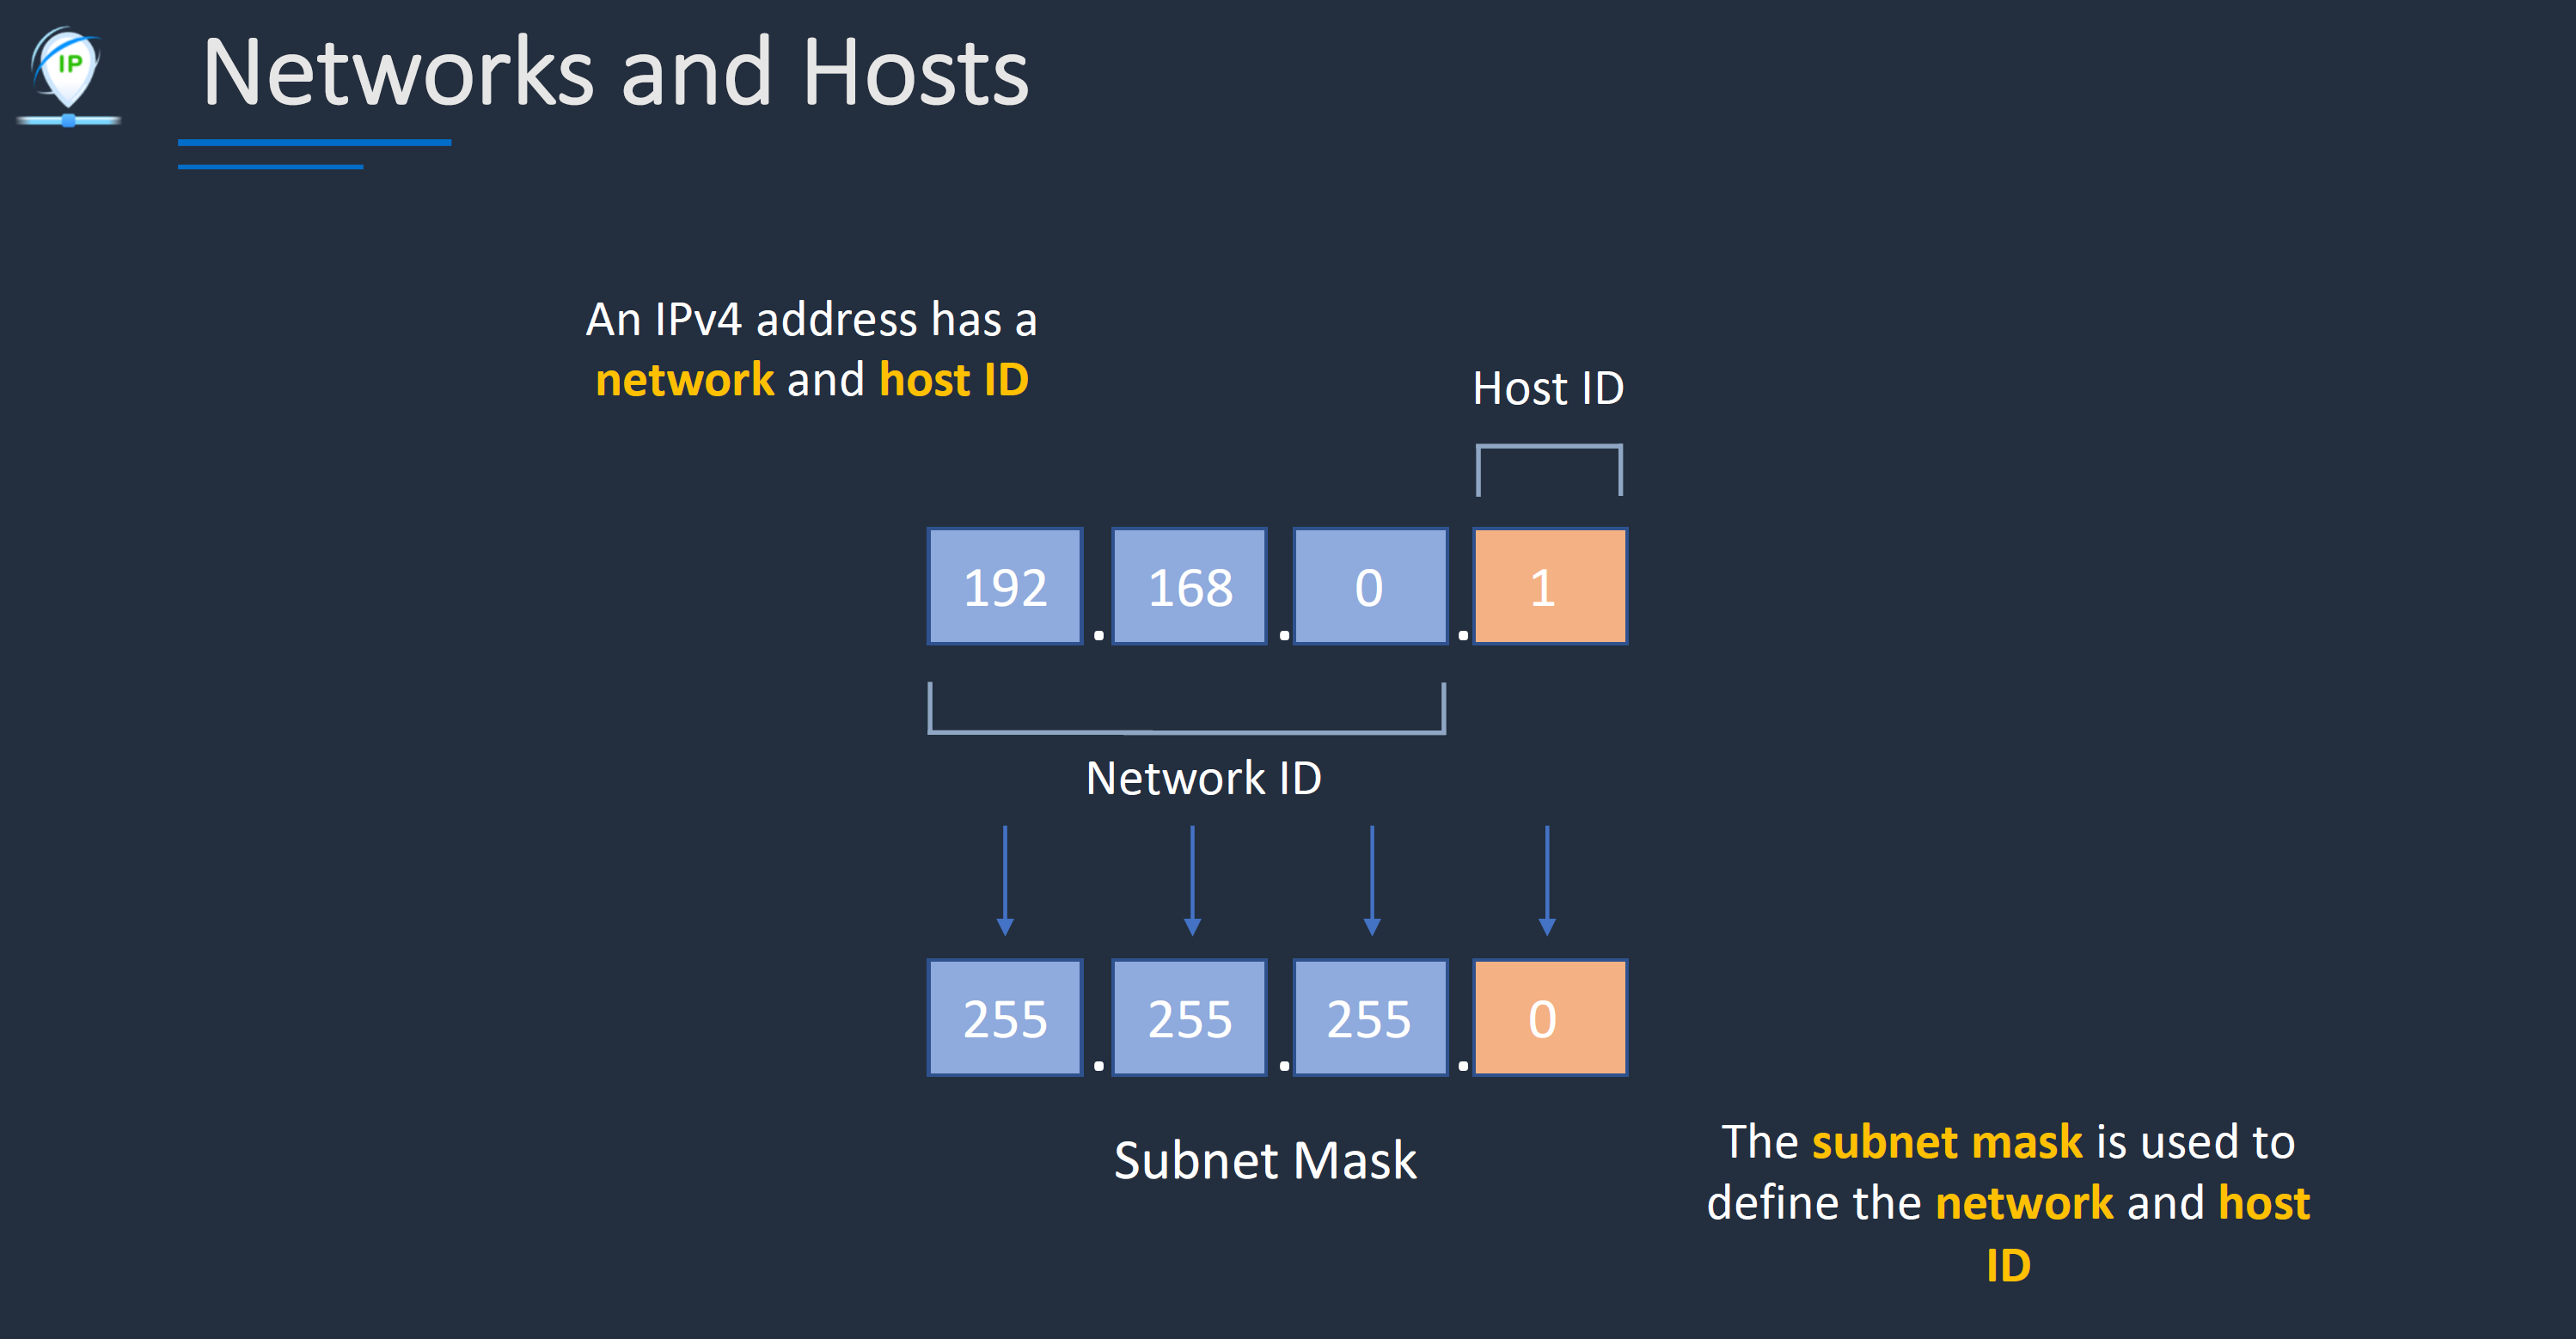 IP
Networks and Hosts
An IPv4 address has a
network and host ID
Host ID
192 . 168 . 0 . 1
Network ID
255 . 255 . 255 . 0
Subnet Mask
The subnet mask is used to
define the network and host
ID